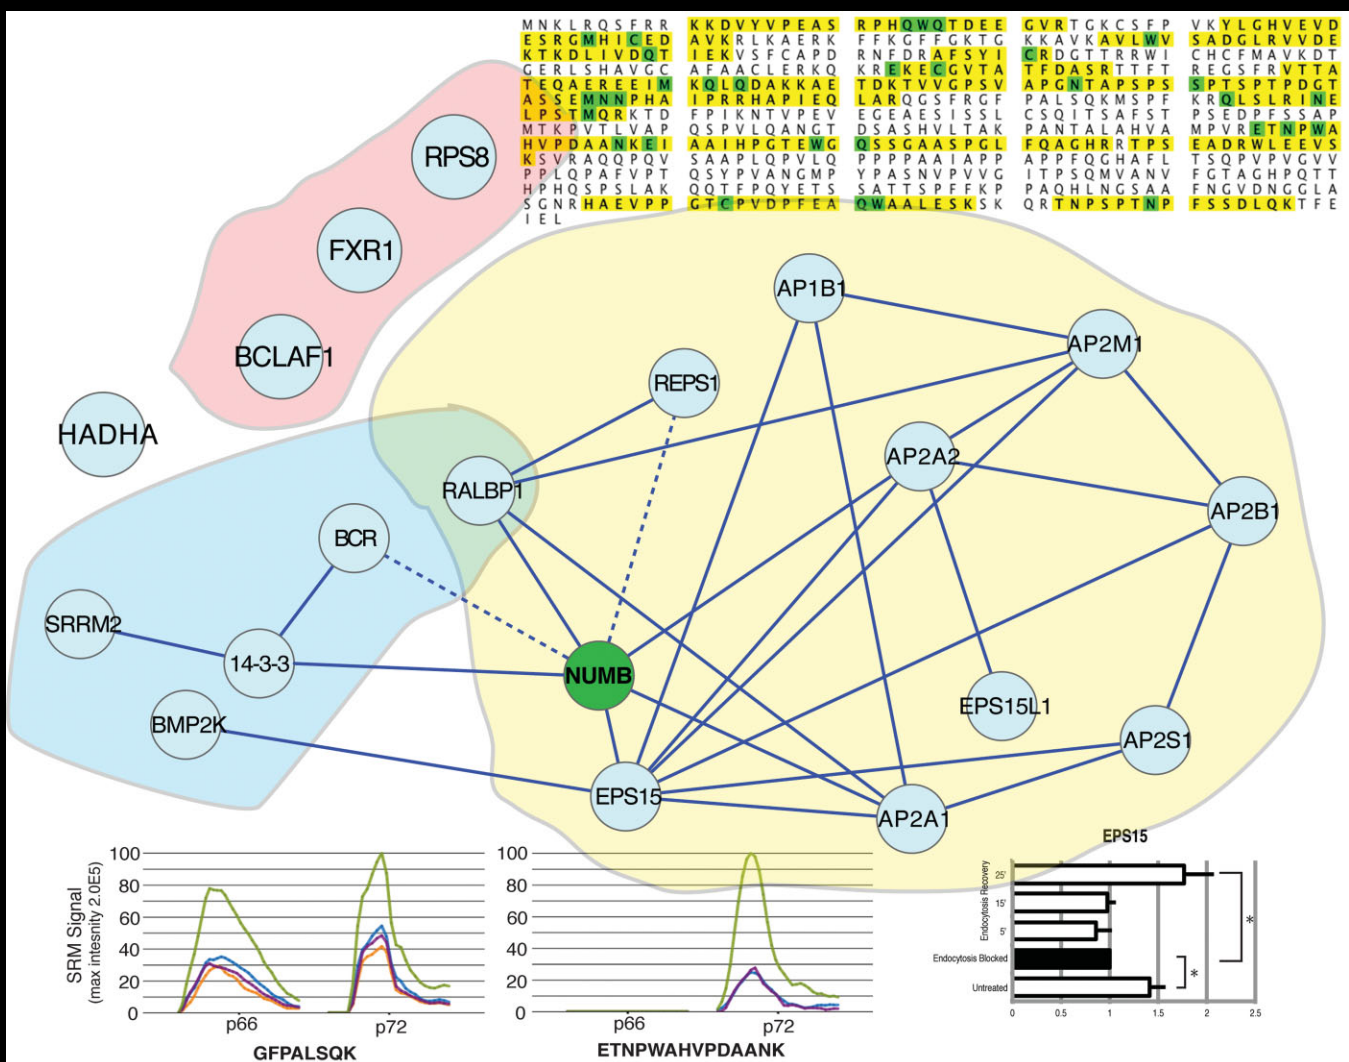 MNKLRQSFRR KKDVYVPEAS RPHQWQTDEE GVRTGKCSFP VKYLGHVEVD
ESRGMHICED AVKRLKAERK FFKGFFGKTG KKAVKAVLWV SADGLRVVDE
KTKDLIVDQT IEKVSFCAPD RNFDRAFSYI CRDGTTRRWI CHCFMAVKDT
GERLSHAVGC AFAACLERKQ KREKECGVTA TFDASRTTFT REGSFRVTTA
TEQAEREEIM KQLQDAKKAE TDKTVVGPSV APGNTAPSPS SPTSPTPDGT
ASSEMNNPHA IPRRHAPIEQ LARQGSFRGF PALSQKMSPF KRQLSLRINE
LPSTMQRKTD FPIKNTVPEV EGEAESISSL CSQITSAFST PSEDPFSSAP
MTKPVTLVAP QSPVLQANGT DSASHVLTAK PANTALAHVA MPVRETNPWA
HVPDAANKEI AAIHPGTEWG QSSGAASPGL FQAGHRRTPS EADRWLEEVS
KSVRAQQPQV SAAPLQPVLQ PPPPAAIAPP APPFQGHAFL TSQPVPVGVV
PPLQPAFVPT QSYPVANGMP YPASNVPVVG ITPSQMVANV FGTAGHPQTT
HPHQSPSLAK QQTFPQYETS SATTSPFFKP PAQHLNGSAA FNGVDNGGLA
SGNRHAEVPP GTCPVDPFEA QWAALESKSK QRTNPSPTNP FSSDLQKTFE
IEL
RPS8
FXR1
BCLAF1
HADHA
AP1B1
AP2M1
REPS1
AP2A2
RALBP1
AP2B1
BCR
SRRM2
14-3-3
NUMB
BMP2K
EPS15L1
AP2S1
EPS15
AP2A1
SRM Signal
(max intesnity 2.0E5)
100
80
60
40
20
0
p66
p72
GFPALSQK
100
80
60
40
20
0
p66
p72
ETNPWAHVPDAANK
EPS15
Endocytosis Recovery
25'
15'
5'
Endocytosis Blocked
Untreated
*
*
0 0.5 1 1.5 2 2.5